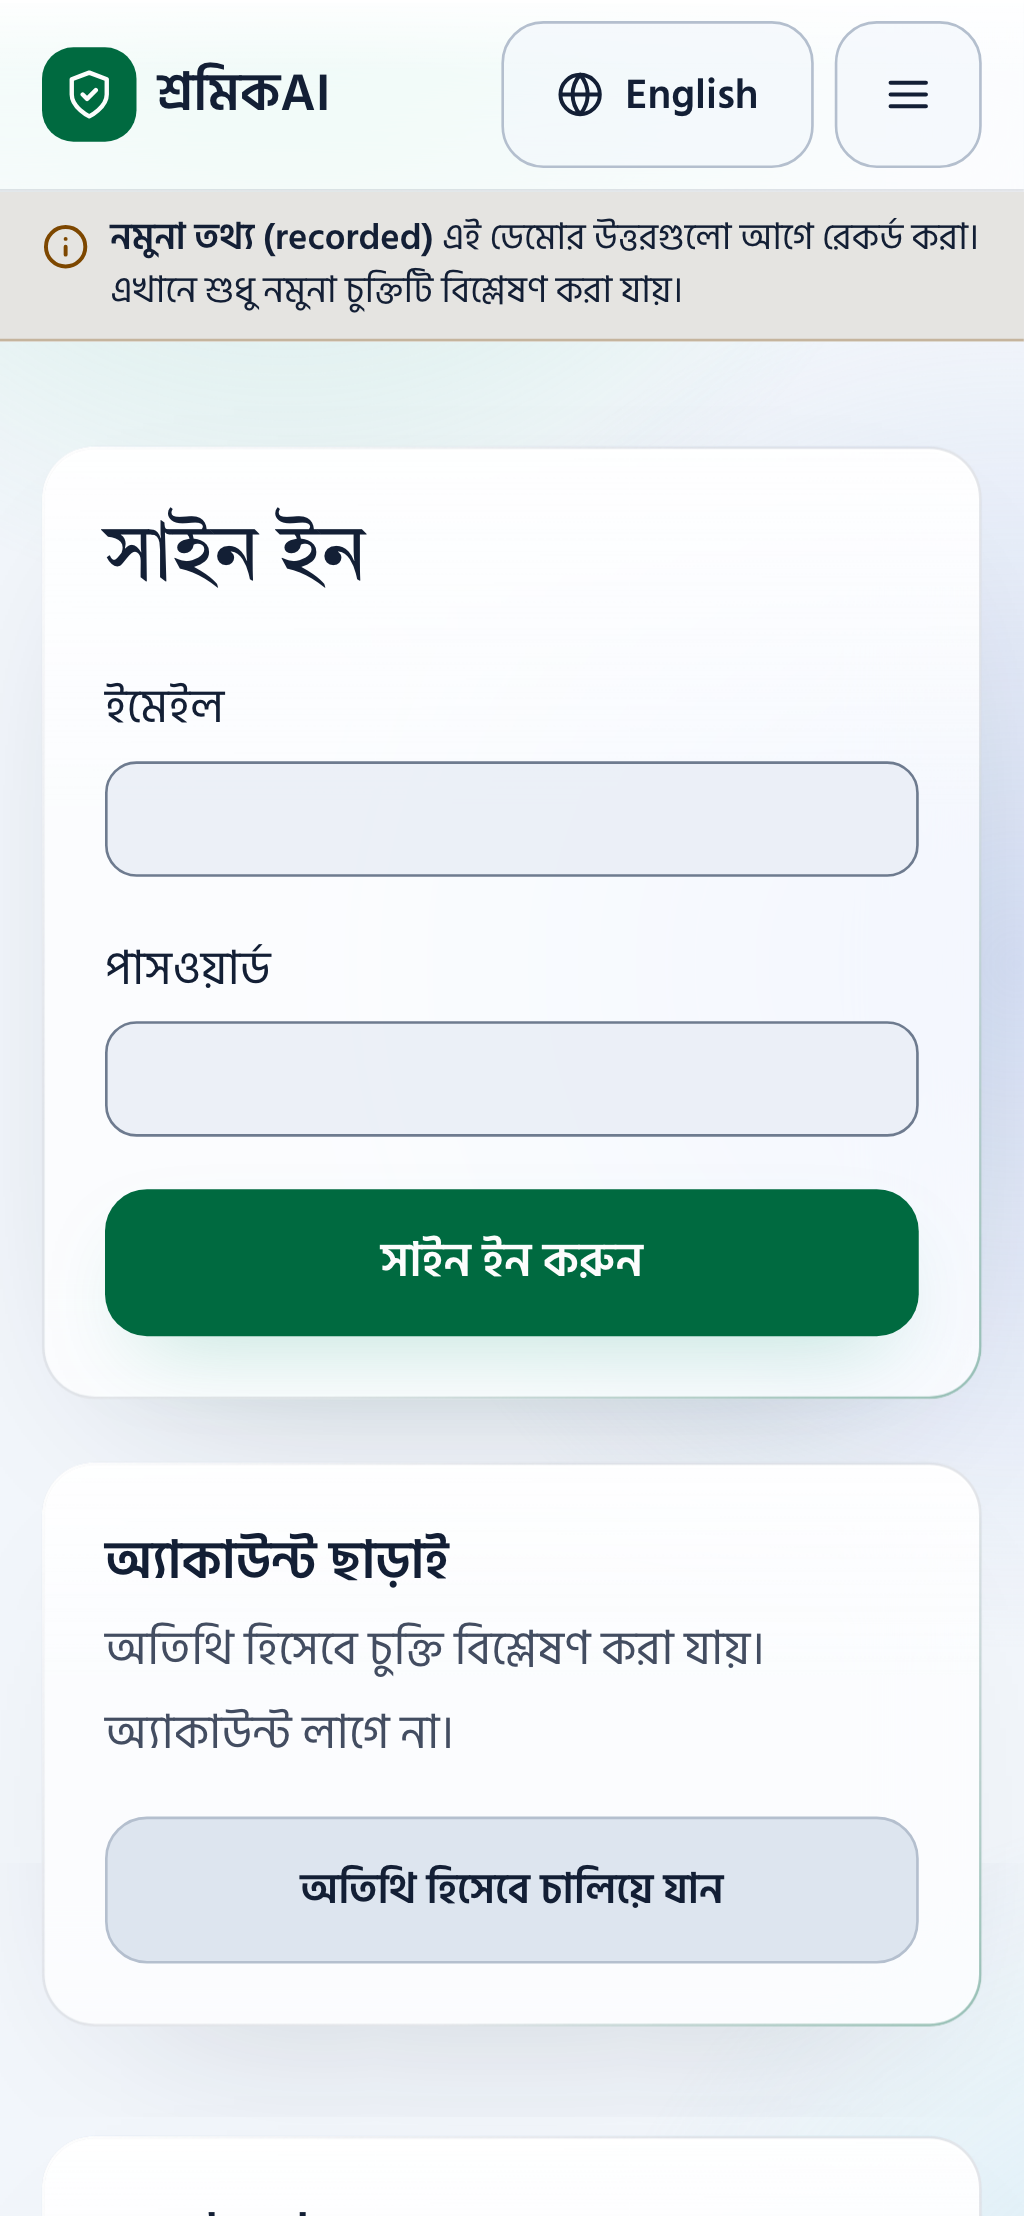 শ্রমিকAI
English
নমুনা তথ্য (recorded) এই ডেমোর উত্তরগুলো আগে রেকর্ড করা।
এখানে শুধু নমুনা চুক্তিটি বিশ্লেষণ করা যায়।
সাইন ইন
ইমেইল
পাসওয়ার্ড
সাইন ইন করুন
অ্যাকাউন্ট ছাড়াই
অতিথি হিসেবে চুক্তি বিশ্লেষণ করা যায়।
অ্যাকাউন্ট লাগে না।
অতিথি হিসেবে চালিয়ে যান